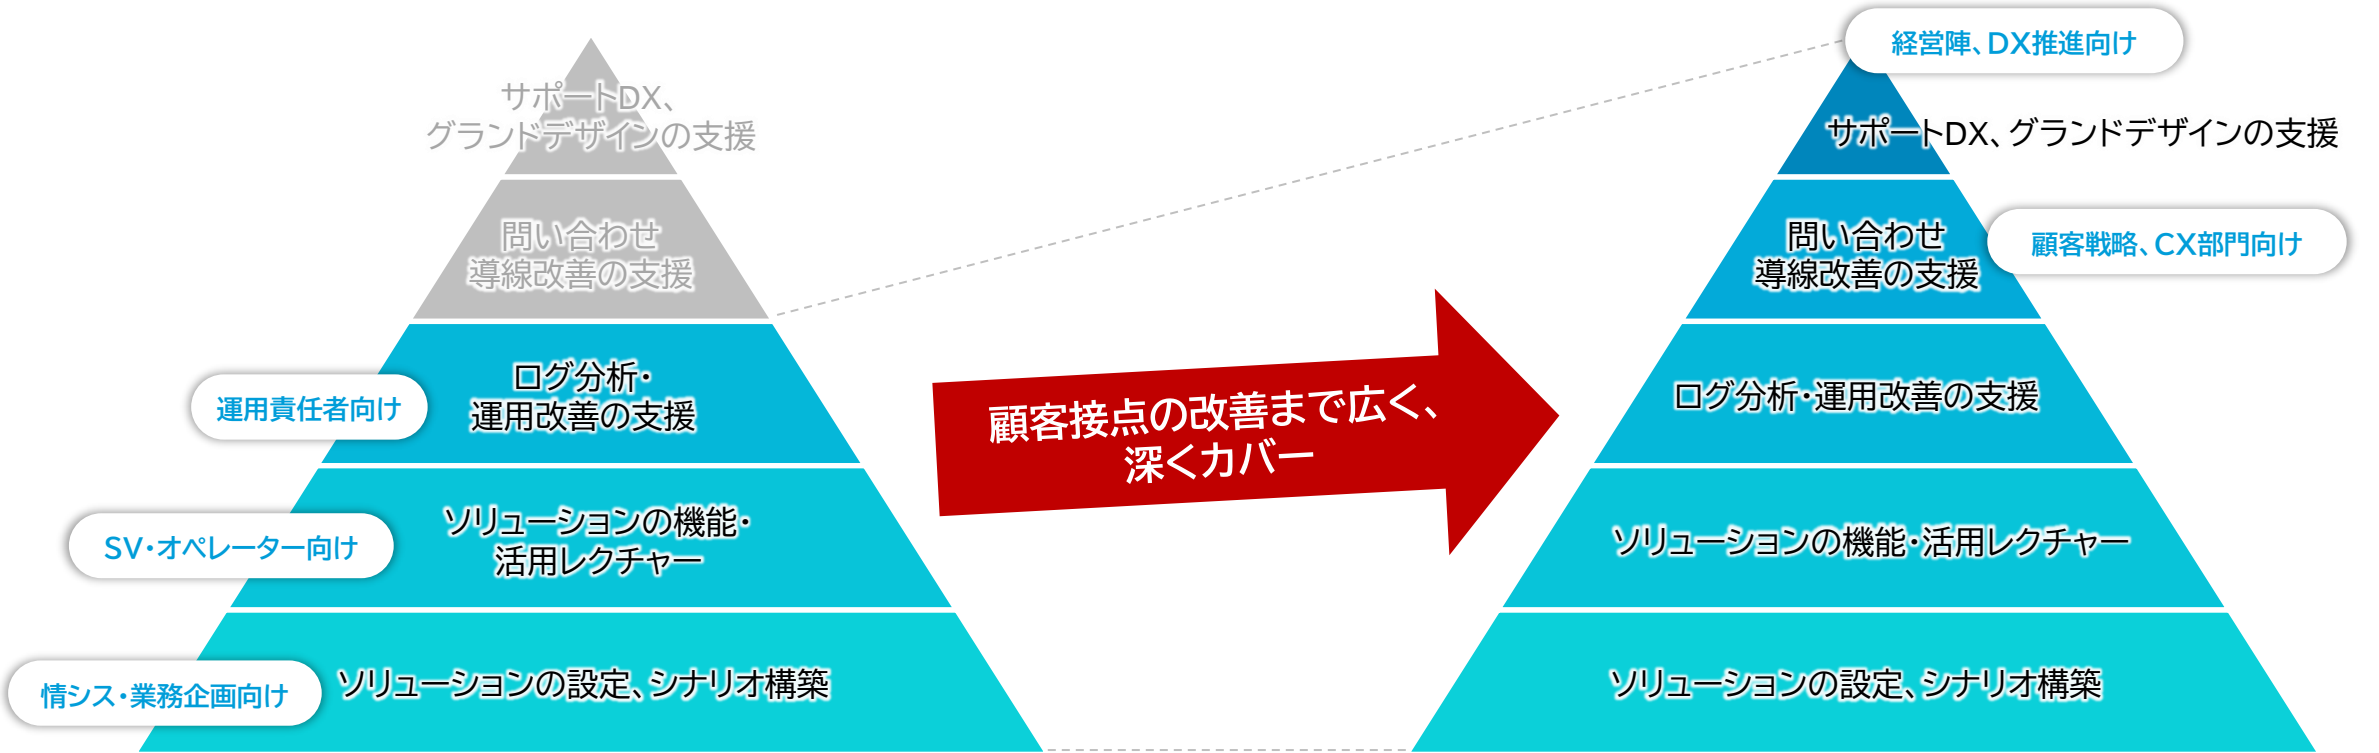 サポートDX、
グランドデザインの支援
問い合わせ
導線改善の支援
運用責任者向け
ログ分析・
運用改善の支援
SV・オペレーター向け
ソリューションの機能・
活用レクチャー
情シス・業務企画向け
ソリューションの設定、シナリオ構築
顧客接点の改善まで広く、
深くカバー
経営陣、DX推進向け
サポートDX、グランドデザインの支援
問い合わせ
導線改善の支援
顧客戦略、CX部門向け
ログ分析・運用改善の支援
ソリューションの機能・活用レクチャー
ソリューションの設定、シナリオ構築